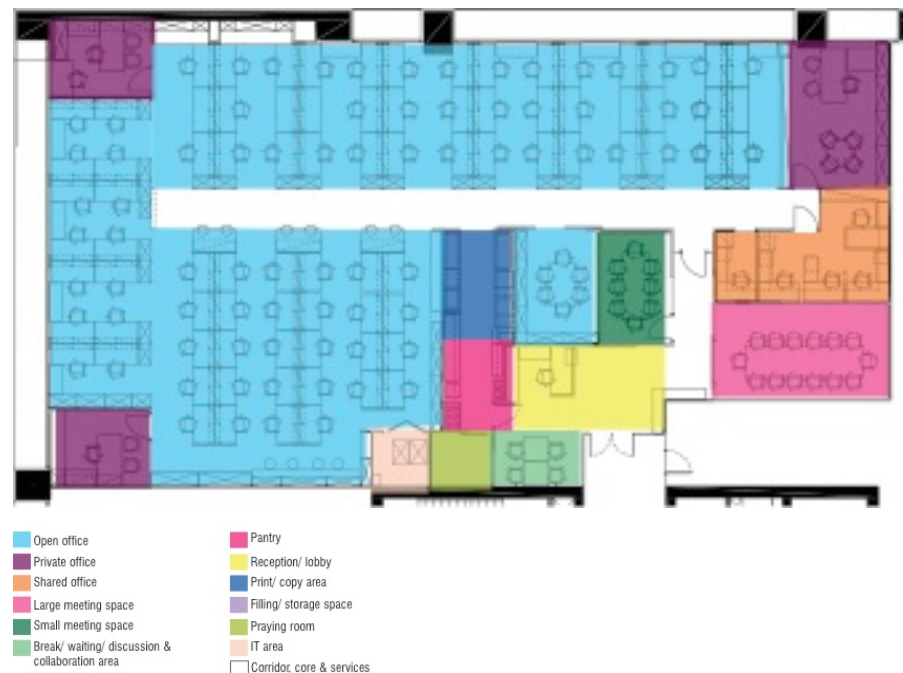 Open office
Private office
Shared office
Large meeting space
Small meeting space
Break/ waiting/ discussion &
collaboration area
Pantry
Reception/ lobby
Print/ copy area
Filling/ storage space
Praying room
IT area
Corridor, core & services